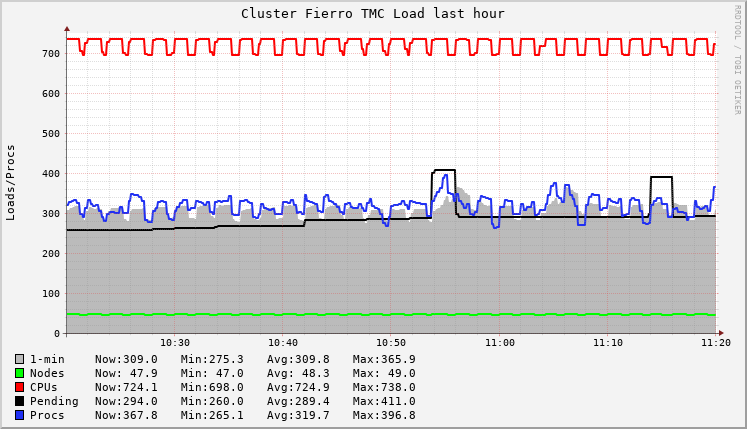 Cluster Fierro TMC Load last hour
RRDTOOL / TOBI OETIKER
Loads/Procs
700
600
500
400
300
200
100
0
10:30 10:40 10:50 11:00 11:10 11:20
1-min Now:309.0 Min:275.3 Avg:309.8 Max:365.9
Nodes Now: 47.9 Min: 47.0 Avg: 48.3 Max: 49.0
CPUs Now:724.1 Min:698.0 Avg:724.9 Max:738.0
Pending Now:294.0 Min:260.0 Avg:289.4 Max:411.0
Procs Now:367.8 Min:265.1 Avg:319.7 Max:396.8